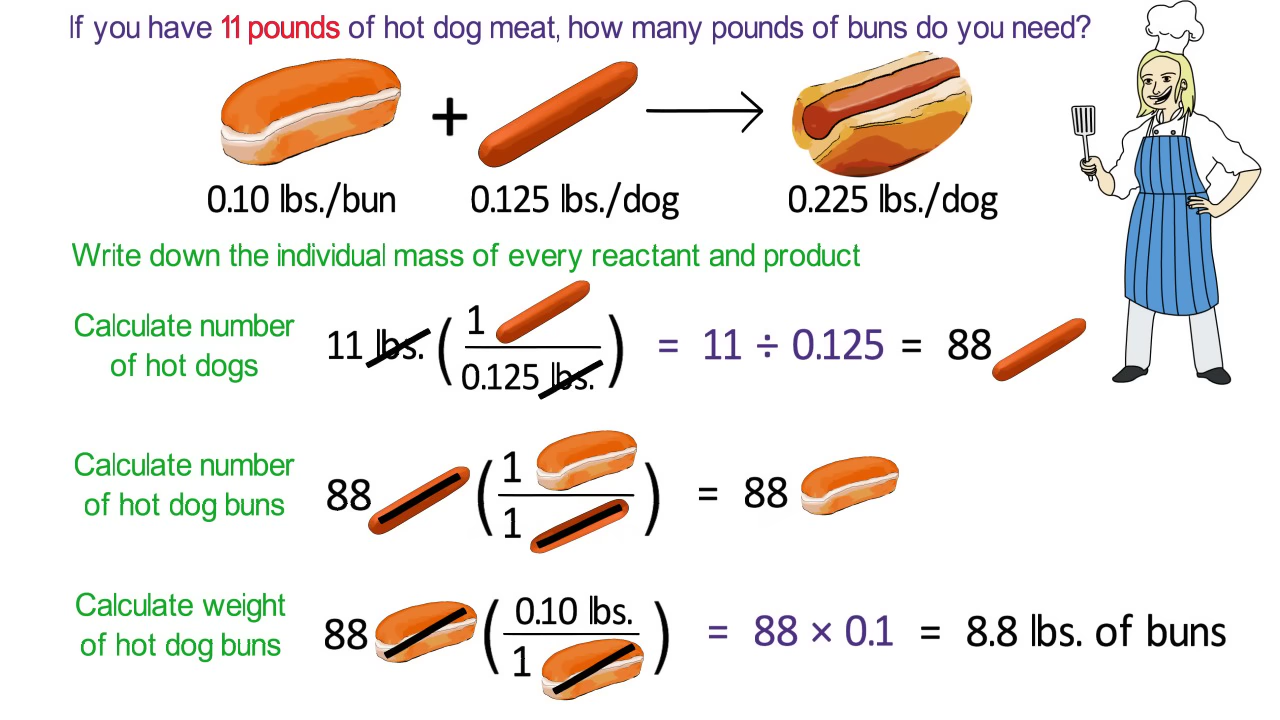 If you have 11 pounds of hot dog meat, how many pounds of buns do you need?
+
0.10 lbs./bun 0.125 lbs./dog 0.225 lbs./dog
Write down the individual mass of every reactant and product
Calculate number
of hot dogs
11 lbs. ( 1
0.125 lbs. ) = 11 ÷ 0.125 = 88
Calculate number
of hot dog buns
88 ( 1
1 ) = 88
Calculate weight
of hot dog buns
88 ( 0.10 lbs.
1 ) = 88 × 0.1 = 8.8 lbs. of buns